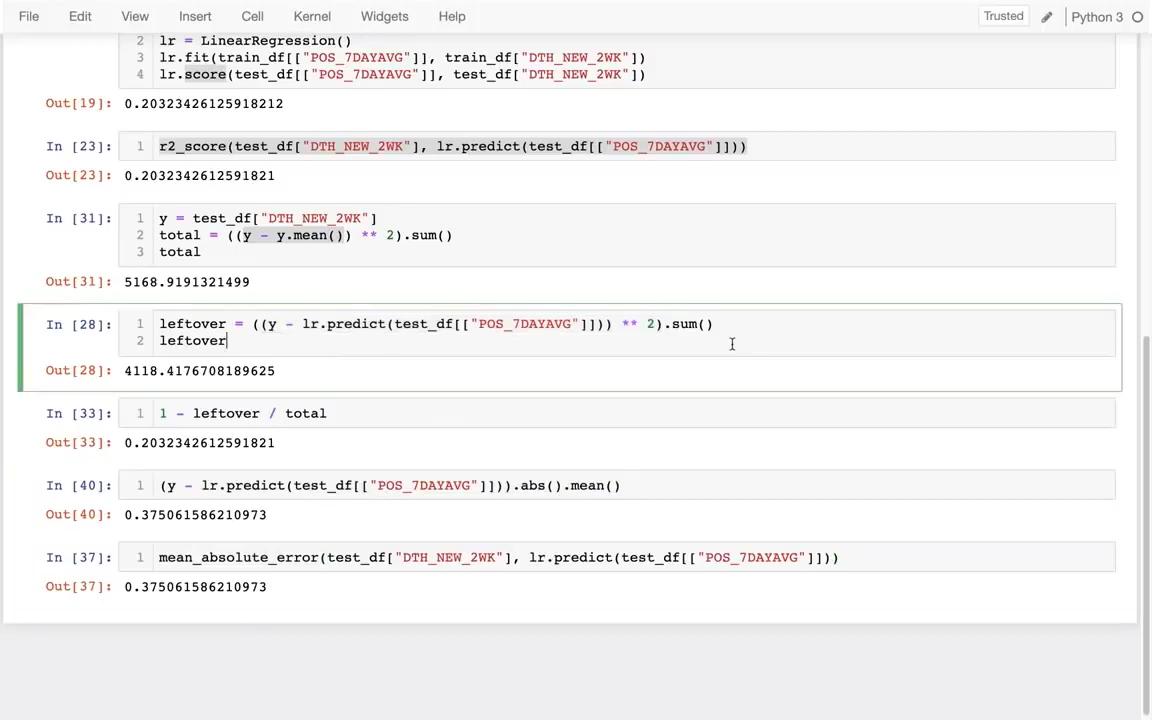 File Edit View Insert Cell Kernel Widgets Help Trusted Python 3
2 lr = LinearRegression()
3 lr.fit(train_df[["POS_7DAYAVG"]], train_df["DTH_NEW_2WK"])
4 lr.score(test_df[["POS_7DAYAVG"]], test_df["DTH_NEW_2WK"])
Out[19]: 0.20323426125918212
In [23]: 1 r2_score(test_df["DTH_NEW_2WK"], lr.predict(test_df[["POS_7DAYAVG"]]))
Out[23]: 0.2032342612591821
In [31]: 1 y = test_df["DTH_NEW_2WK"]
2 total = ((y - y.mean()) ** 2).sum()
3 total
Out[31]: 5168.9191321499
In [28]: 1 leftover = ((y - lr.predict(test_df[["POS_7DAYAVG"]])) ** 2).sum()
2 leftover
Out[28]: 4118.4176708189625
In [33]: 1 1 - leftover / total
Out[33]: 0.2032342612591821
In [40]: 1 (y - lr.predict(test_df[["POS_7DAYAVG"]])).abs().mean()
Out[40]: 0.375061586210973
In [37]: 1 mean_absolute_error(test_df["DTH_NEW_2WK"], lr.predict(test_df[["POS_7DAYAVG"]]))
Out[37]: 0.375061586210973